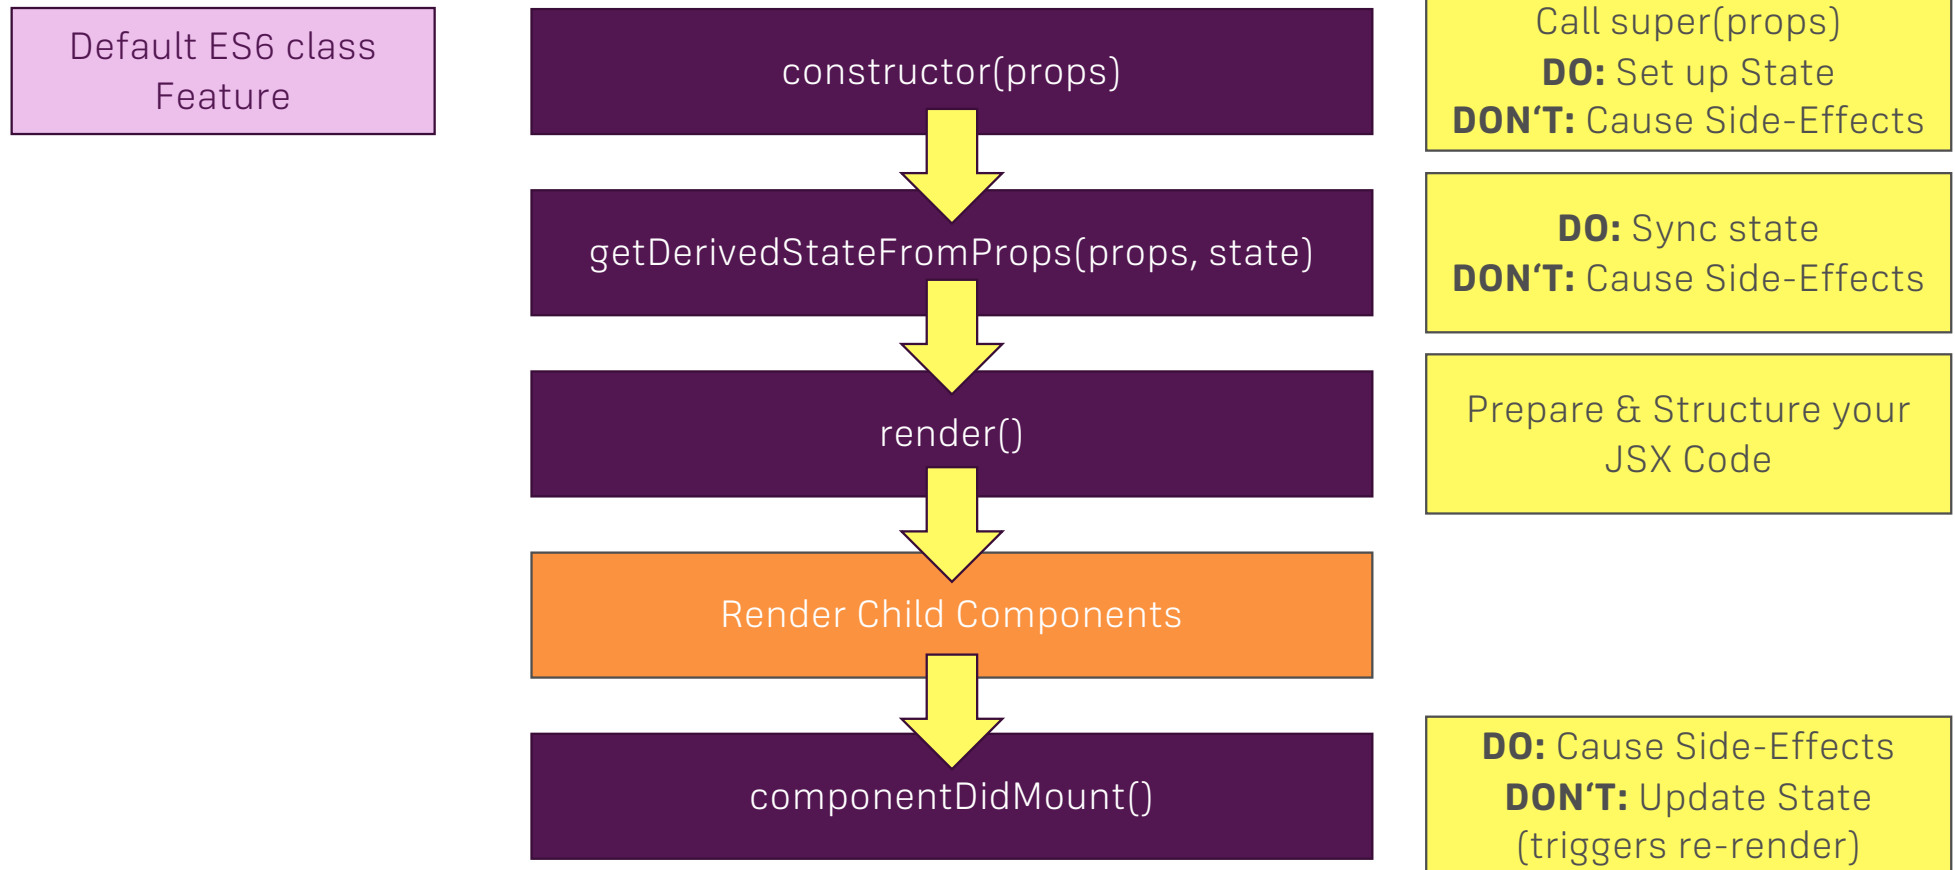 Default ES6 class
Feature
constructor(props)
Call super(props)
DO: Set up State
DON‘T: Cause Side-Effects
getDerivedStateFromProps(props, state)
DO: Sync state
DON‘T: Cause Side-Effects
render()
Prepare & Structure your
JSX Code
Render Child Components
componentDidMount()
DO: Cause Side-Effects
DON‘T: Update State
(triggers re-render)